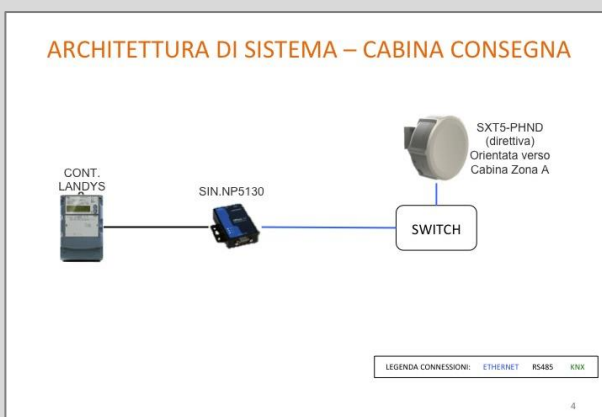 ARCHITETTURA DI SISTEMA – CABINA CONSEGNA
SXT5-PHND
(direttiva)
Orientata verso
Cabina Zona A
CONT.
LANDYS
SIN.NP5130
SWITCH
LEGENDA CONNESSIONI: ETHERNET RS485 KNX
4